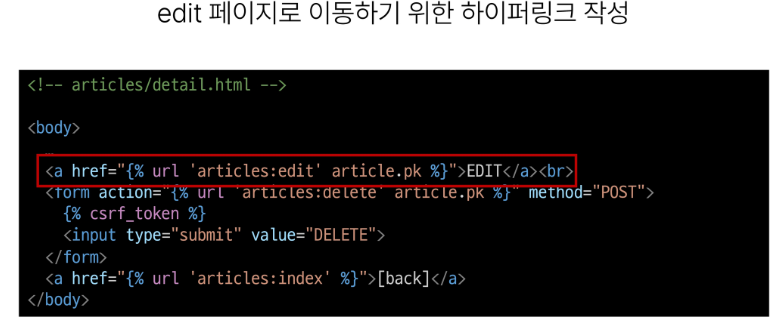 edit 페이지로 이동하기 위한 하이퍼링크 작성
<!-- articles/detail.html -->
<body>
<a href="{% url 'articles:edit' article.pk %}">EDIT</a><br>
<form action="{% url 'articles:delete' article.pk %}" method="POST">
{% csrf_token %}
<input type="submit" value="DELETE">
</form>
<a href="{% url 'articles:index' %}">[back]</a>
</body>